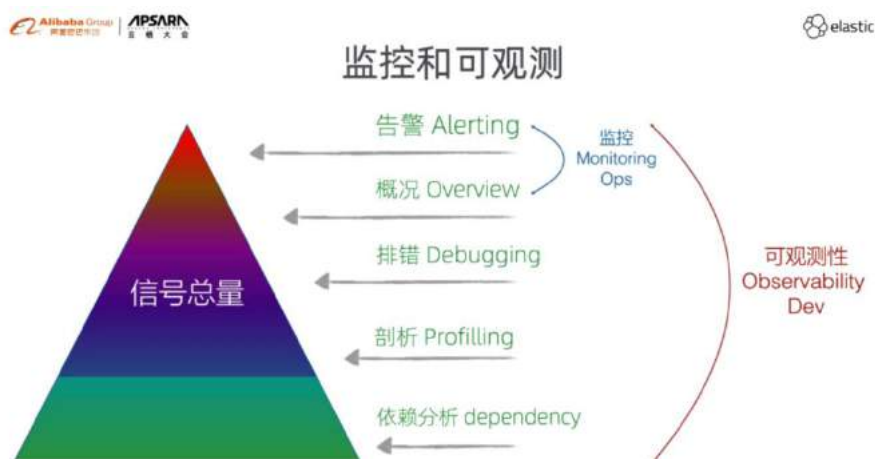 Alibaba Group
阿里巴巴集团
APSARA
云栖大会
elastic
监控和可观测
告警 Alerting
监控
Monitoring
Ops
概况 Overview
排错 Debugging
信号总量
可观测性
Observability
Dev
剖析 Profilling
依赖分析 dependency